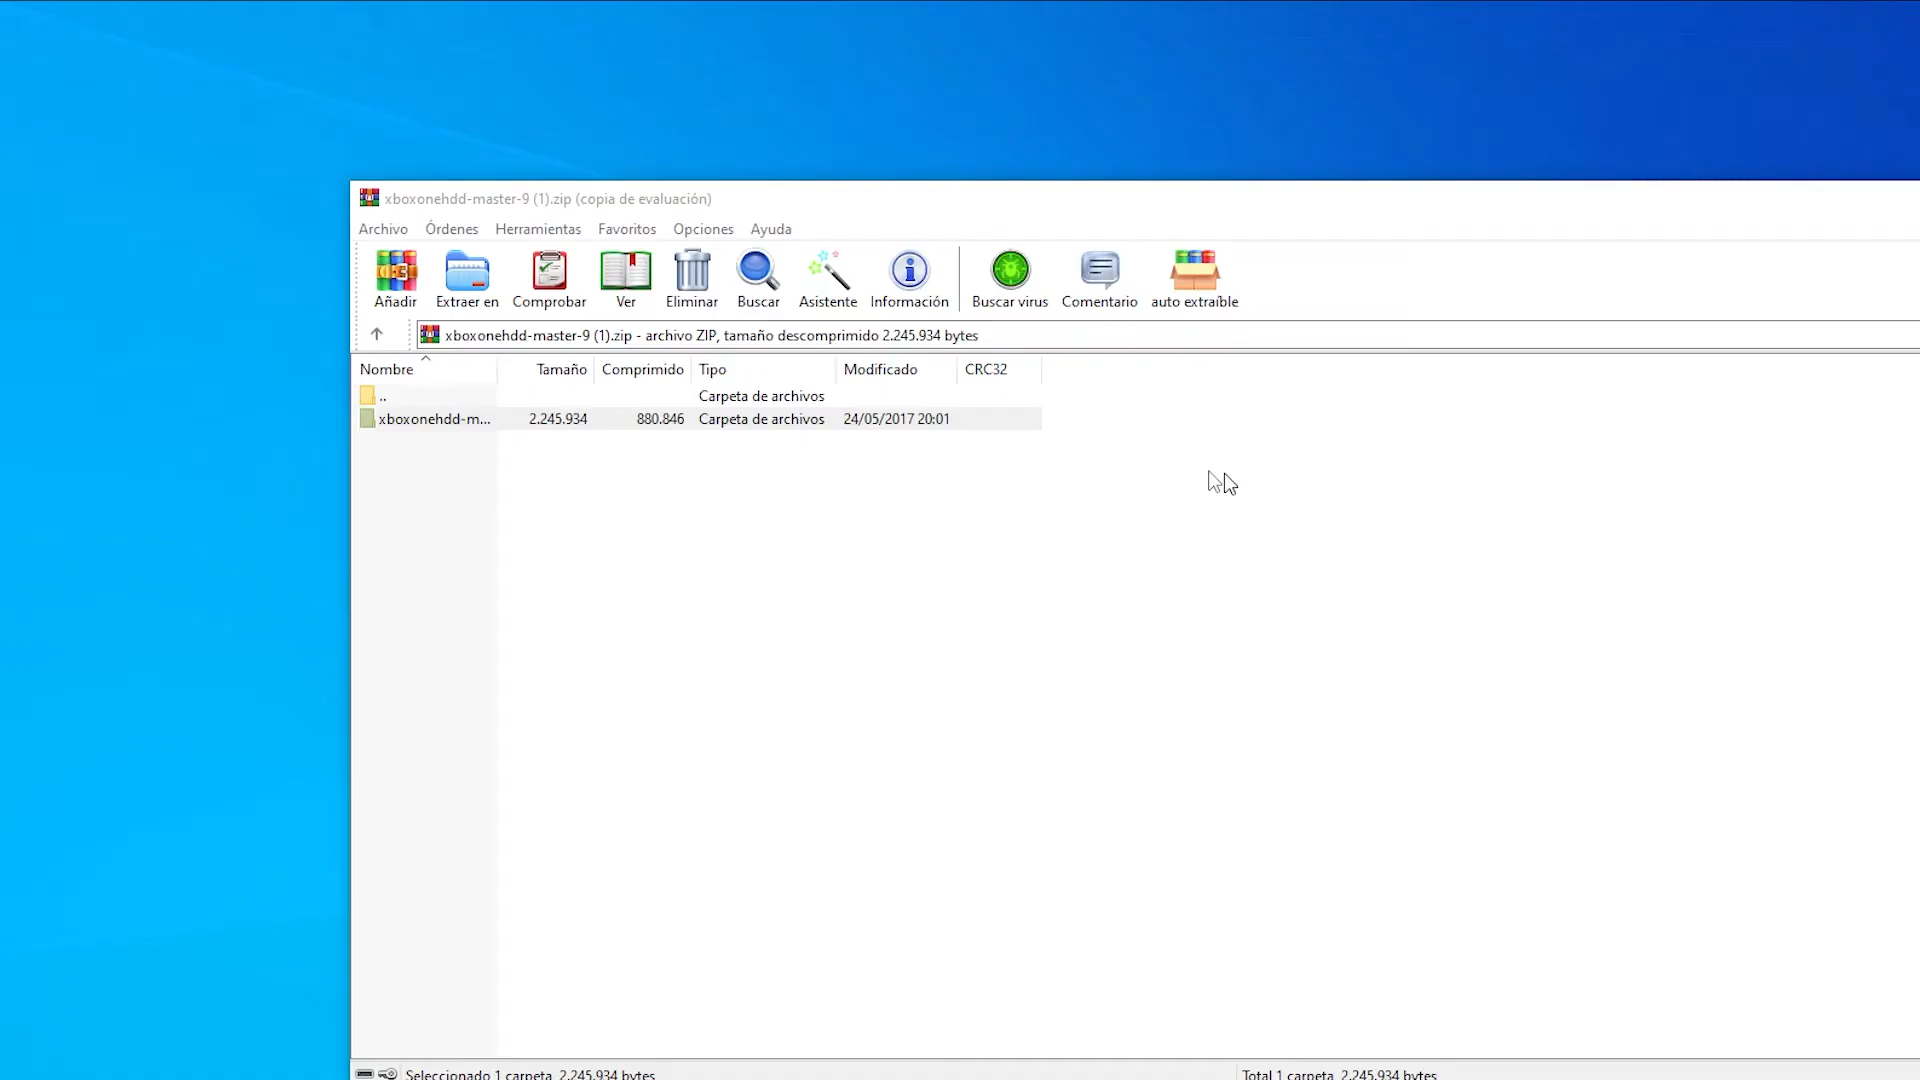 xboxonehdd-master-9 (1).zip (copia de evaluación)
Archivo Órdenes Herramientas Favoritos Opciones Ayuda
Añadir Extraer en Comprobar Ver Eliminar Buscar Asistente Información Buscar virus Comentario auto extraíble
xboxonehdd-master-9 (1).zip - archivo ZIP, tamaño descomprimido 2.245.934 bytes
Nombre Tamaño Comprimido Tipo Modificado CRC32
.. Carpeta de archivos
xboxonehdd-m... 2.245.934 880.846 Carpeta de archivos 24/05/2017 20:01
Seleccionado 1 carpeta, 2.245.934 bytes Total 1 carpeta, 2.245.934 bytes